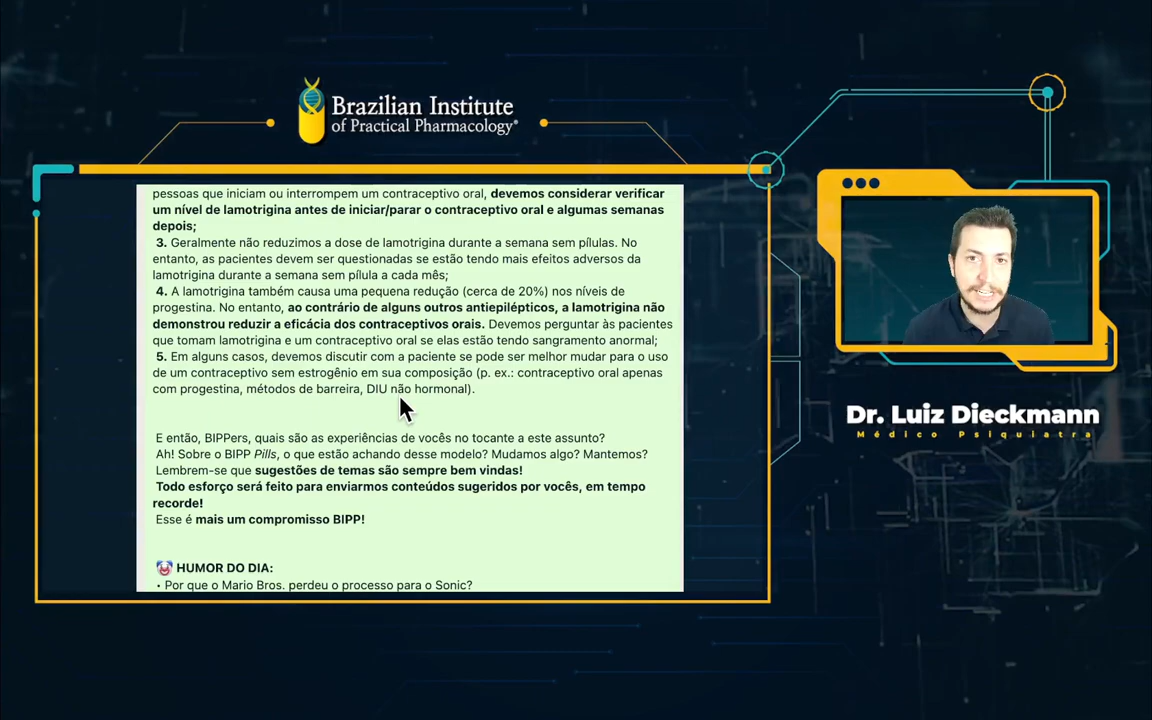 Brazilian Institute
of Practical Pharmacology®
pessoas que iniciam ou interrompem um contraceptivo oral, devemos considerar verificar
um nível de lamotrigina antes de iniciar/parar o contraceptivo oral e algumas semanas
depois;
3. Geralmente não reduzimos a dose de lamotrigina durante a semana sem pílulas. No
entanto, as pacientes devem ser questionadas se estão tendo mais efeitos adversos da
lamotrigina durante a semana sem pílula a cada mês;
4. A lamotrigina também causa uma pequena redução (cerca de 20%) nos níveis de
progestina. No entanto, ao contrário de alguns outros antiepilépticos, a lamotrigina não
demonstrou reduzir a eficácia dos contraceptivos orais. Devemos perguntar às pacientes
que tomam lamotrigina e um contraceptivo oral se elas estão tendo sangramento anormal;
5. Em alguns casos, devemos discutir com a paciente se pode ser melhor mudar para o uso
de um contraceptivo sem estrogênio em sua composição (p. ex.: contraceptivo oral apenas
com progestina, métodos de barreira, DIU não hormonal).
E então, BIPPers, quais são as experiências de vocês no tocante a este assunto?
Ah! Sobre o BIPP Pills, o que estão achando desse modelo? Mudamos algo? Mantemos?
Lembrem-se que sugestões de temas são sempre bem vindas!
Todo esforço será feito para enviarmos conteúdos sugeridos por vocês, em tempo
recorde!
Esse é mais um compromisso BIPP!
HUMOR DO DIA:
• Por que o Mario Bros. perdeu o processo para o Sonic?
Dr. Luiz Dieckmann
Médico Psiquiatra